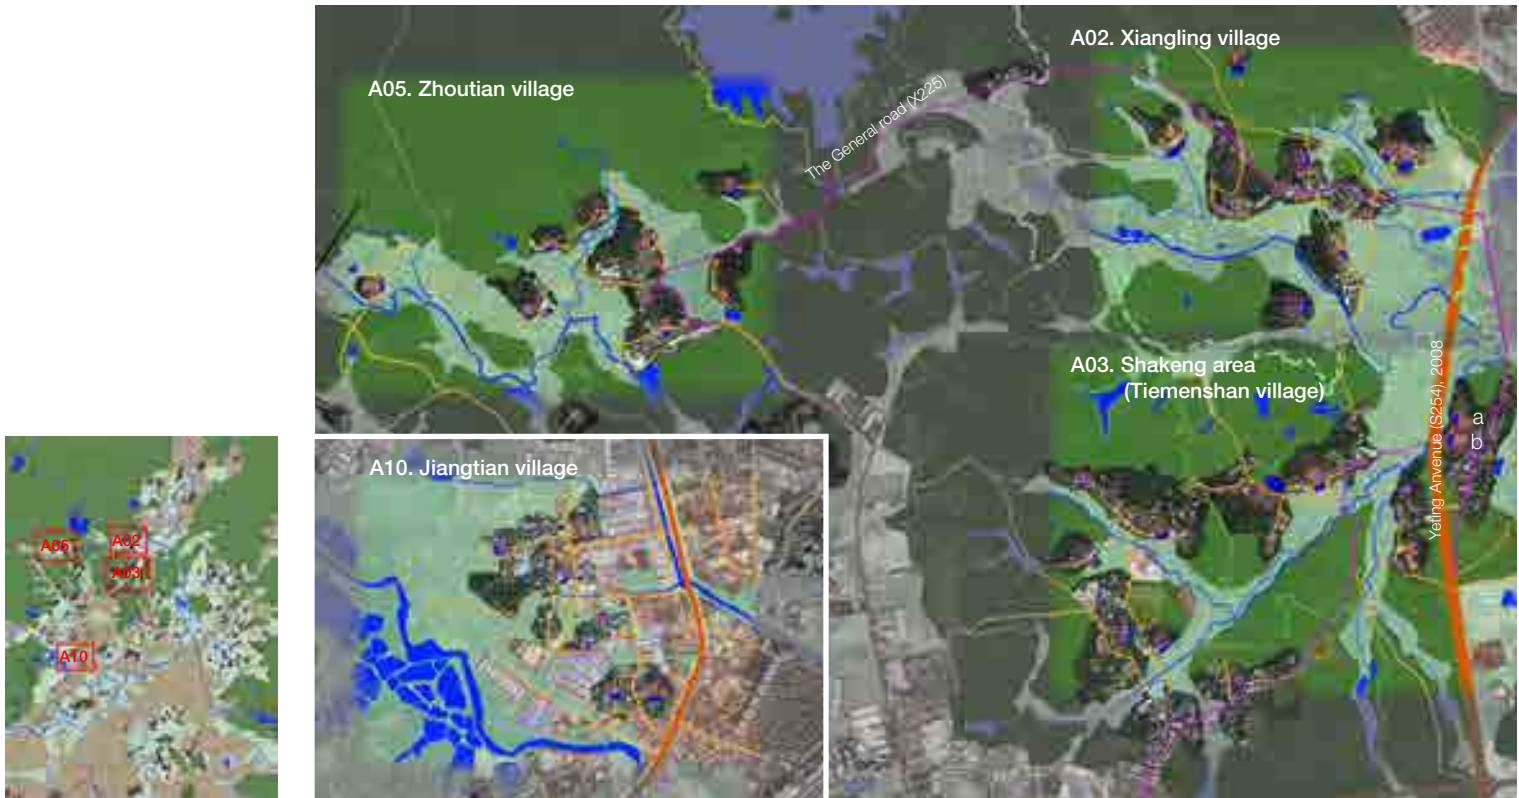 A02. Xiangling village
A05. Zhoutian village
The General road (X225)
A03. Shakeng area
(Tiemenshan village)
Yeting Anvenue (S254), 2008
a
b
A10. Jiangtian village
A05
A02
A03
A10